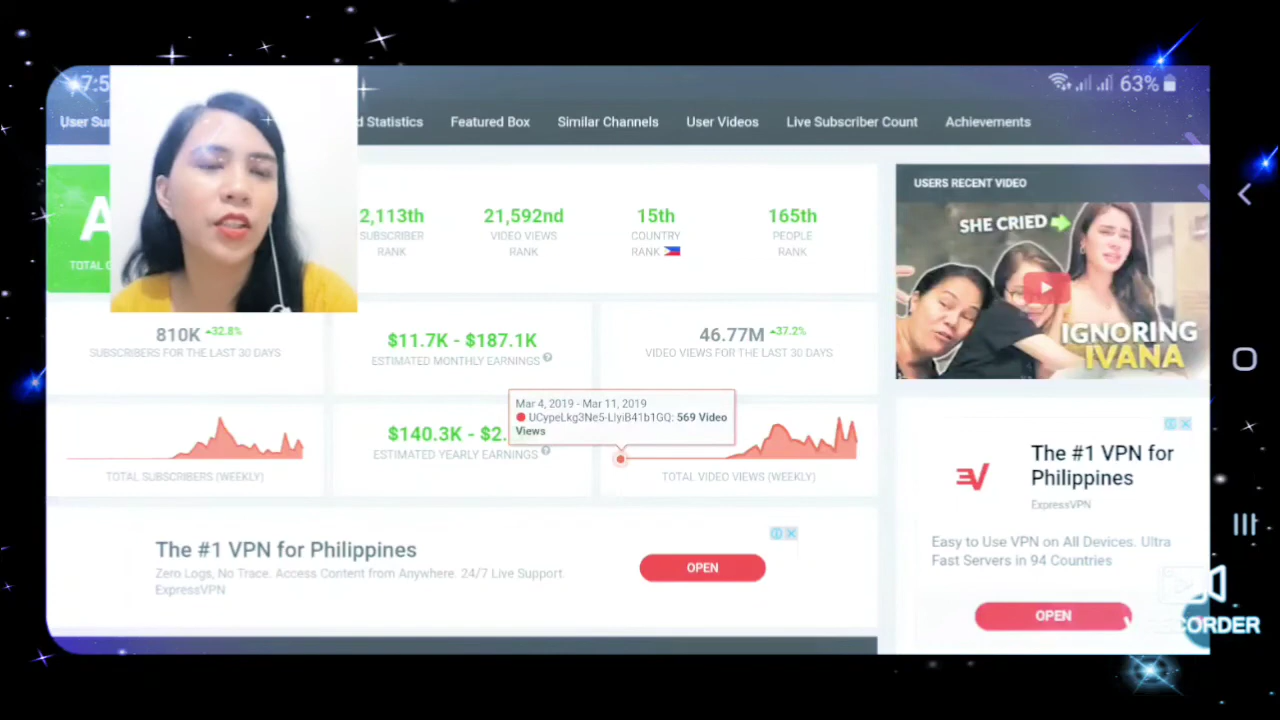 7:5
63%
User Su
d Statistics
Featured Box
Similar Channels
User Videos
Live Subscriber Count
Achievements
A
TOTAL G
2,113th
SUBSCRIBER
RANK
21,592nd
VIDEO VIEWS
RANK
15th
COUNTRY
RANK
165th
PEOPLE
RANK
USERS RECENT VIDEO
SHE CRIED
IGNORING
IVANA
810K 32.8%
SUBSCRIBERS FOR THE LAST 30 DAYS
$11.7K - $187.1K
ESTIMATED MONTHLY EARNINGS
46.77M 37.2%
VIDEO VIEWS FOR THE LAST 30 DAYS
TOTAL SUBSCRIBERS (WEEKLY)
$140.3K - $2.
ESTIMATED YEARLY EARNINGS
Mar 4, 2019 - Mar 11, 2019
569 Video
Views
TOTAL VIDEO VIEWS (WEEKLY)
The #1 VPN for Philippines
Zero Logs, No Trace. Access Content from Anywhere. 24/7 Live Support.
ExpressVPN
OPEN
The #1 VPN for
Philippines
ExpressVPN
Easy to Use VPN on All Devices. Ultra
Fast Servers in 94 Countries
OPEN
CORDER